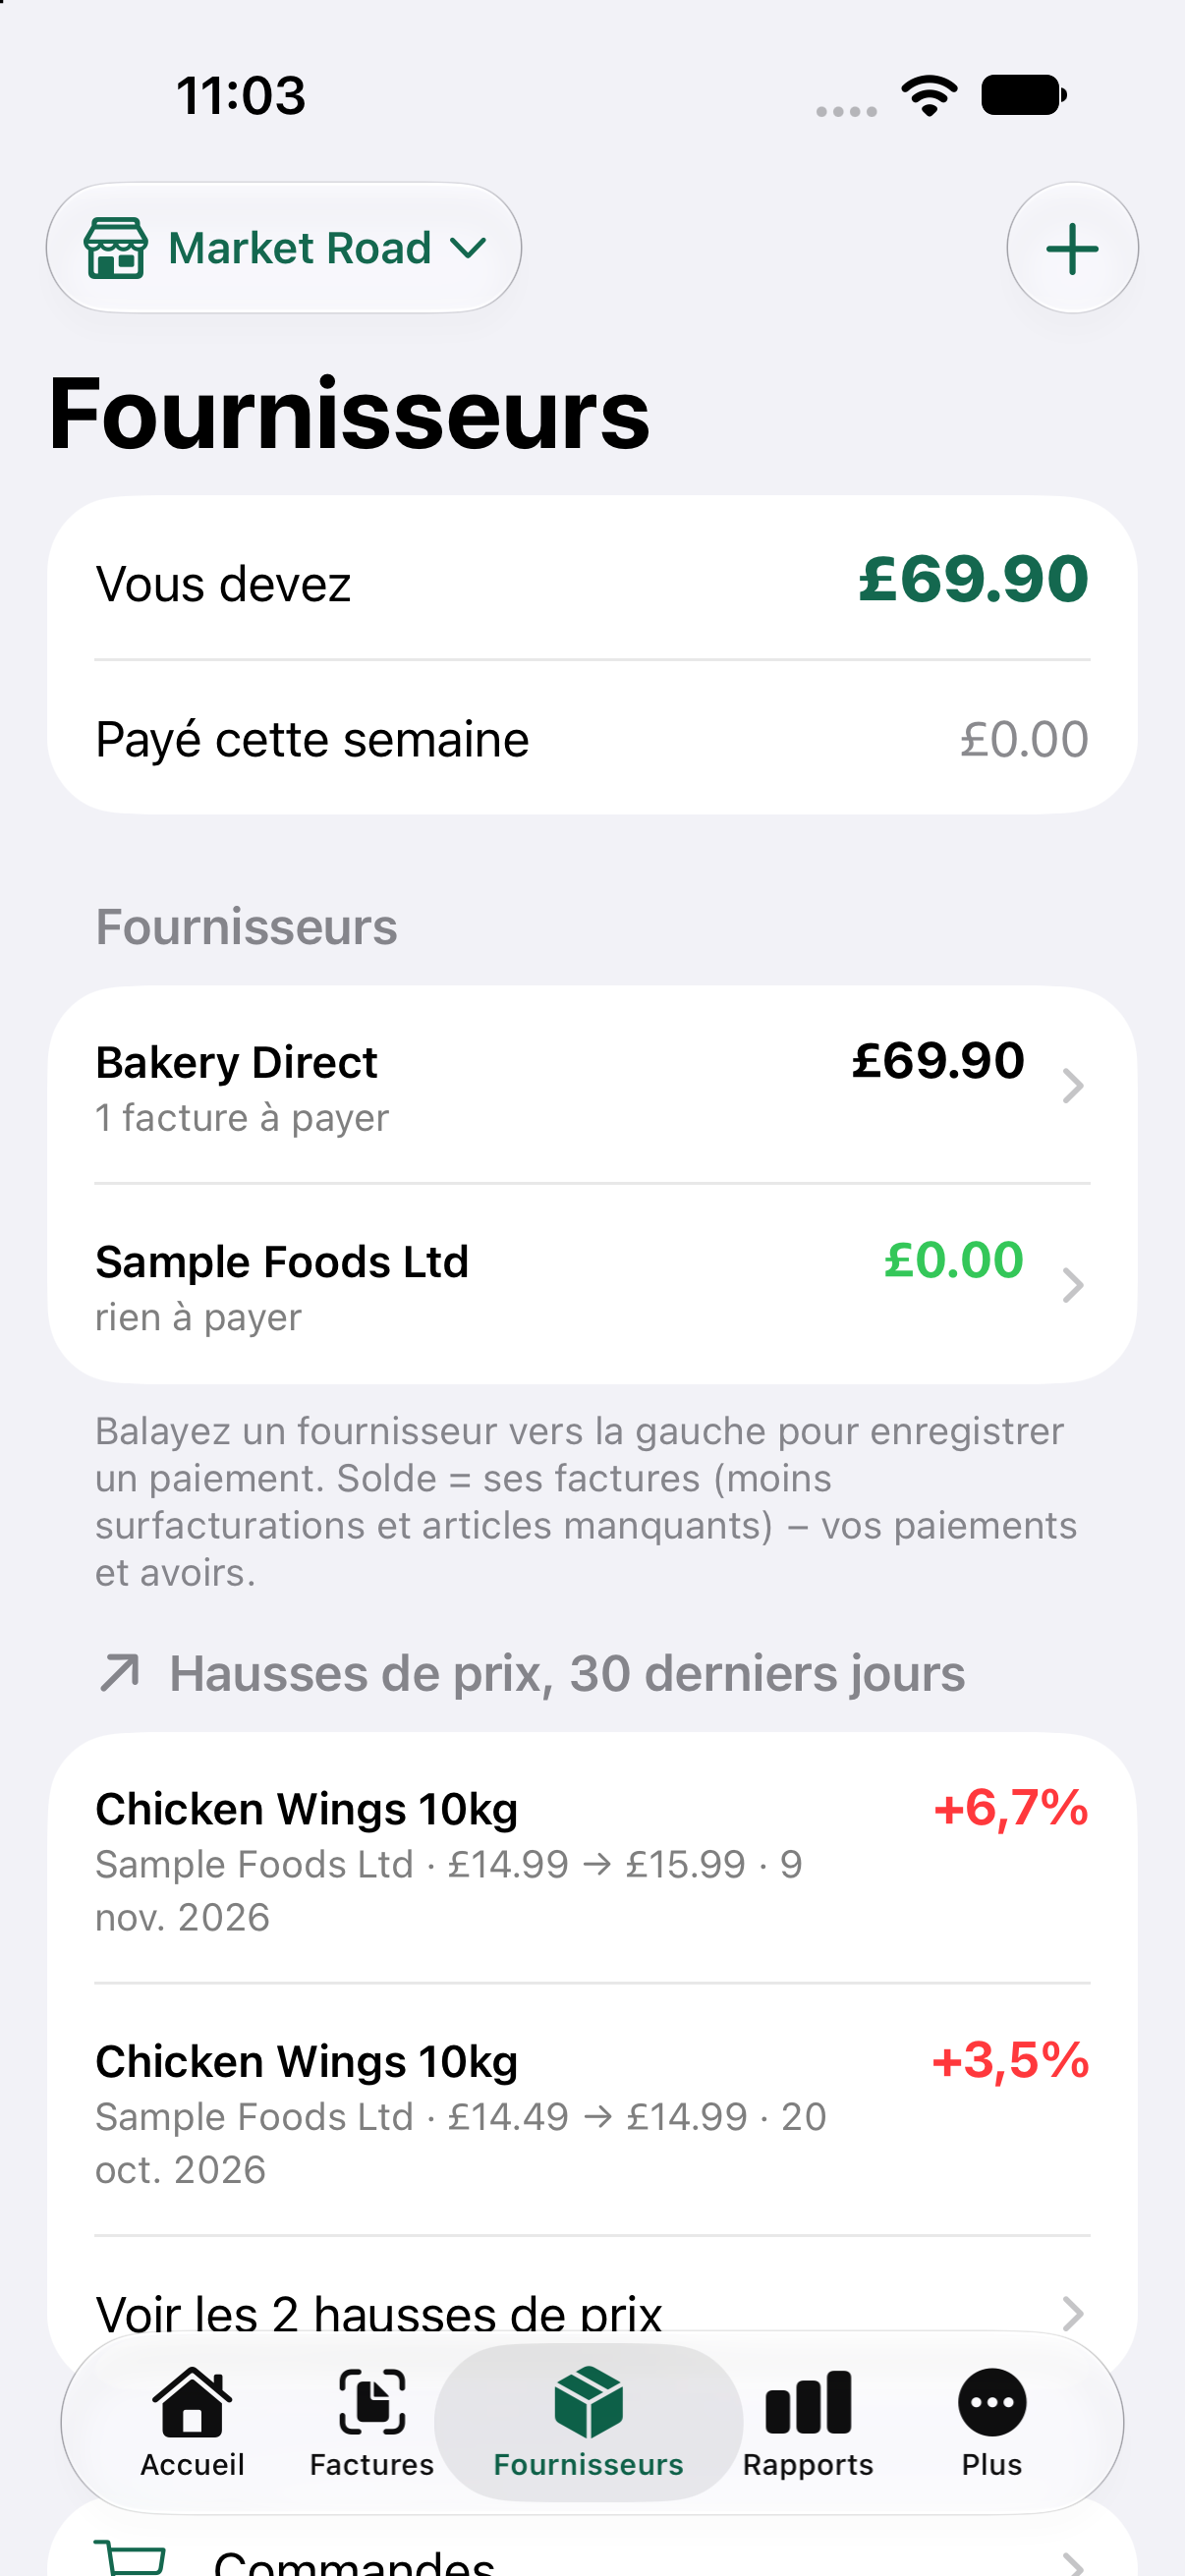 11:03
Market Road
Fournisseurs
Vous devez
£69.90
Payé cette semaine
£0.00
Fournisseurs
Bakery Direct
£69.90
1 facture à payer
Sample Foods Ltd
£0.00
rien à payer
Balayez un fournisseur vers la gauche pour enregistrer
un paiement. Solde = ses factures (moins
surfacturations et articles manquants) – vos paiements
et avoirs.
Hausses de prix, 30 derniers jours
Chicken Wings 10kg
+6,7%
Sample Foods Ltd · £14.99 → £15.99 · 9
nov. 2026
Chicken Wings 10kg
+3,5%
Sample Foods Ltd · £14.49 → £14.99 · 20
oct. 2026
Voir les 2 hausses de prix
Accueil
Factures
Fournisseurs
Rapports
Plus
Commandes